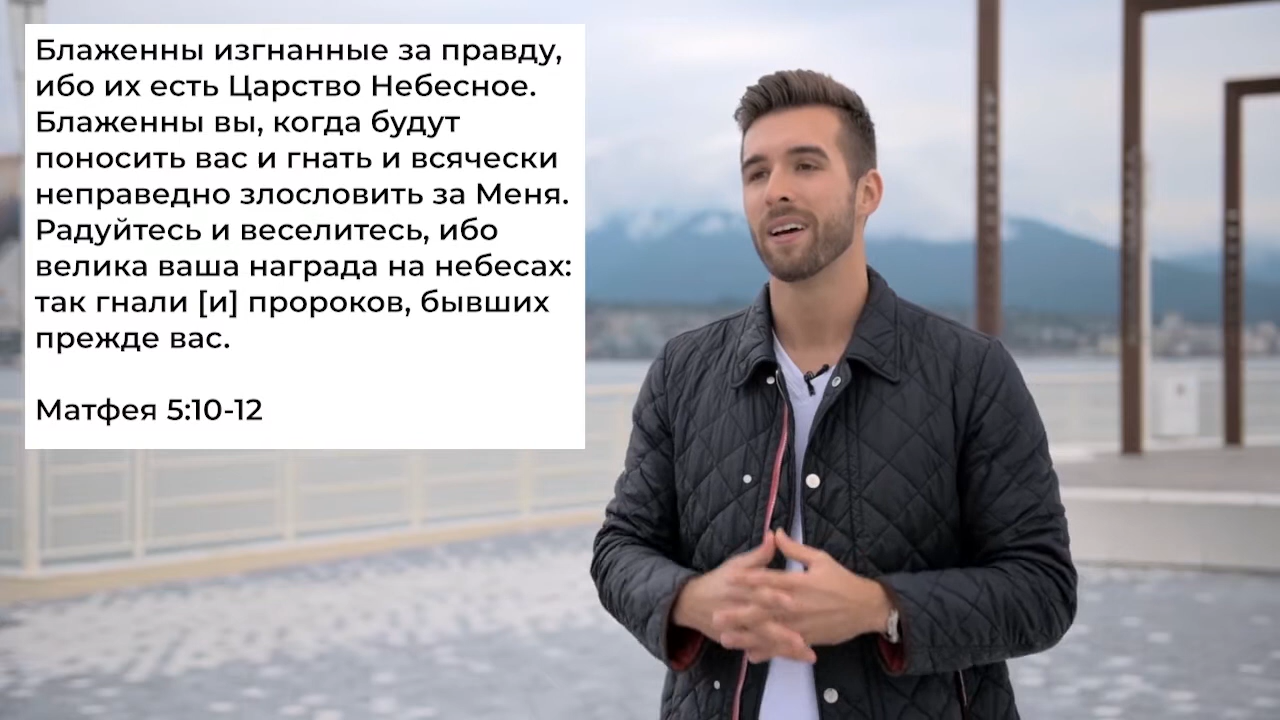 Блаженны изгнанные за правду,
ибо их есть Царство Небесное.
Блаженны вы, когда будут
поносить вас и гнать и всячески
неправедно злословить за Меня.
Радуйтесь и веселитесь, ибо
велика ваша награда на небесах:
так гнали [и] пророков, бывших
прежде вас.
Матфея 5:10-12